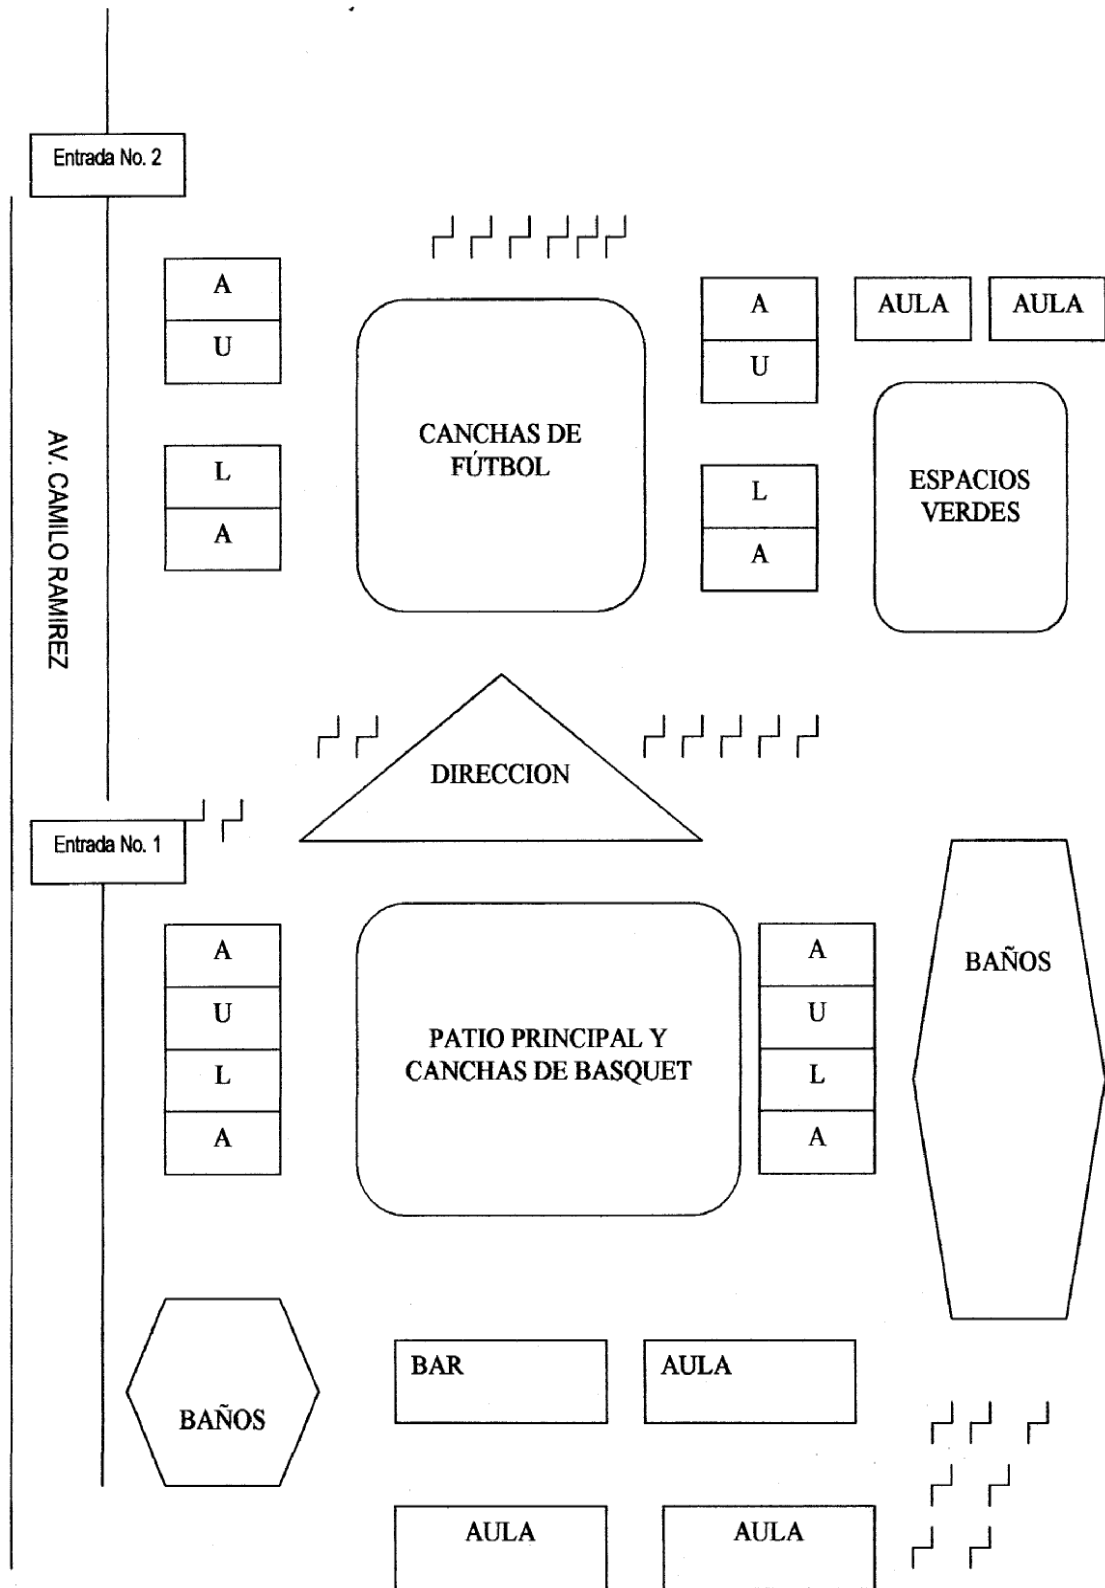 Entrada No. 2
A
U
L
A
CANCHAS DE
FÚTBOL
A
U
L
A
AULA
AULA
ESPACIOS
VERDES
AV. CAMILO RAMIREZ
DIRECCION
Entrada No. 1
A
U
L
A
PATIO PRINCIPAL Y
CANCHAS DE BASQUET
A
U
L
A
BAÑOS
BAÑOS
BAR
AULA
AULA
AULA